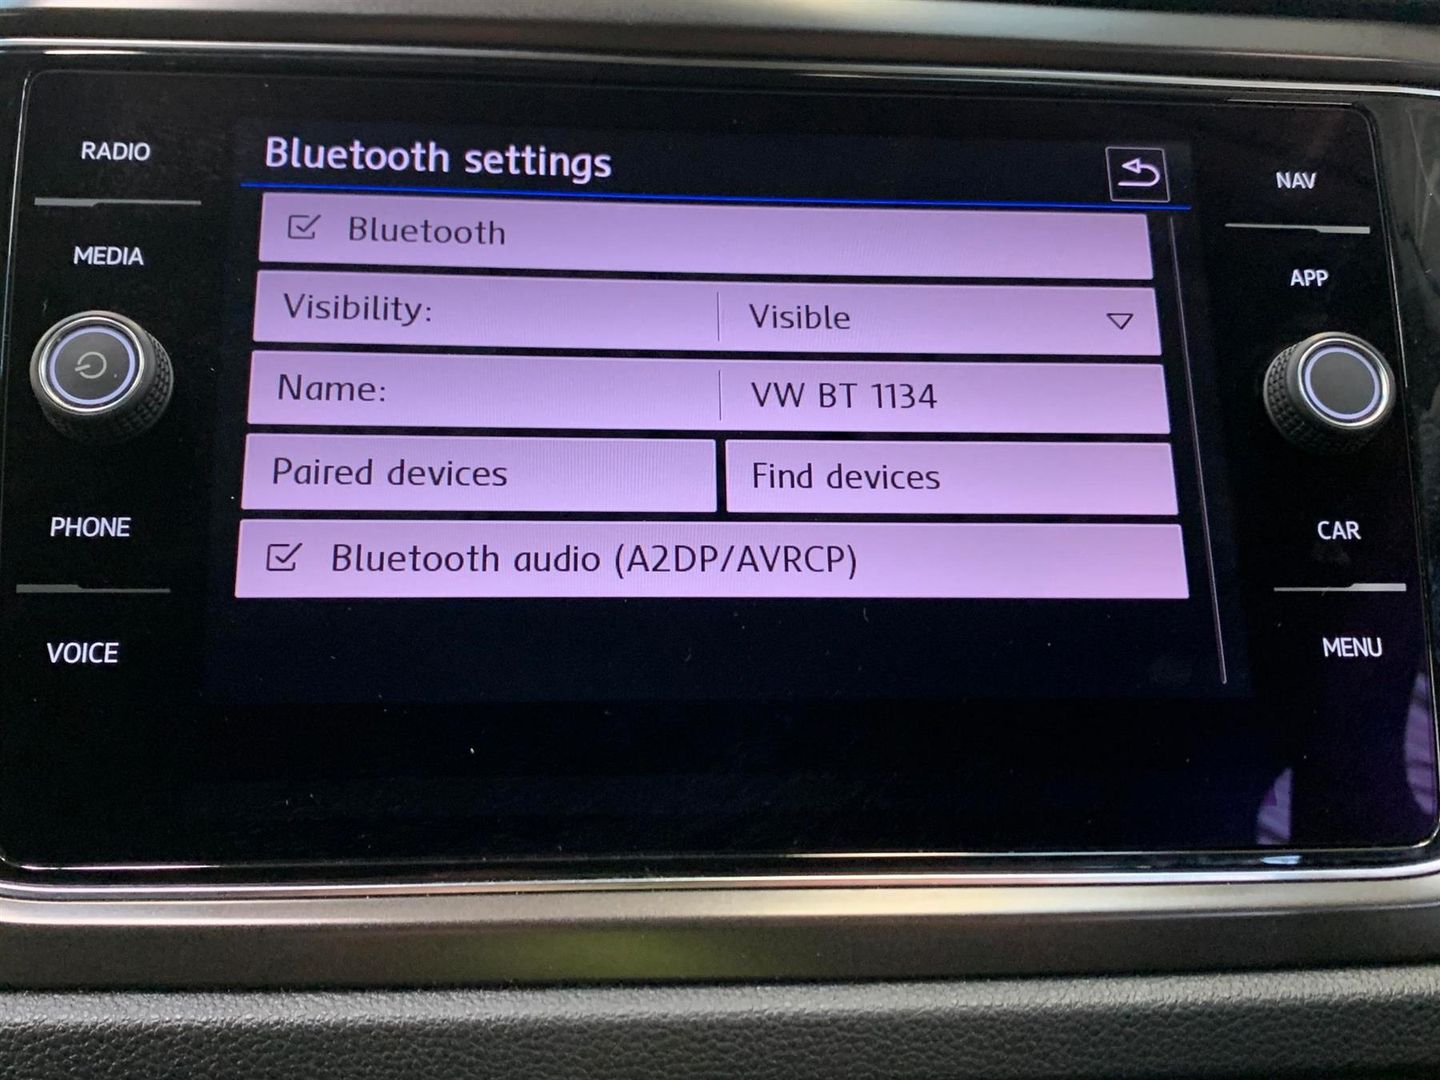 RADIO
MEDIA
PHONE
VOICE
Bluetooth settings
Bluetooth
Visibility: Visible
Name: VW BT 1134
Paired devices Find devices
Bluetooth audio (A2DP/AVRCP)
NAV
APP
CAR
MENU